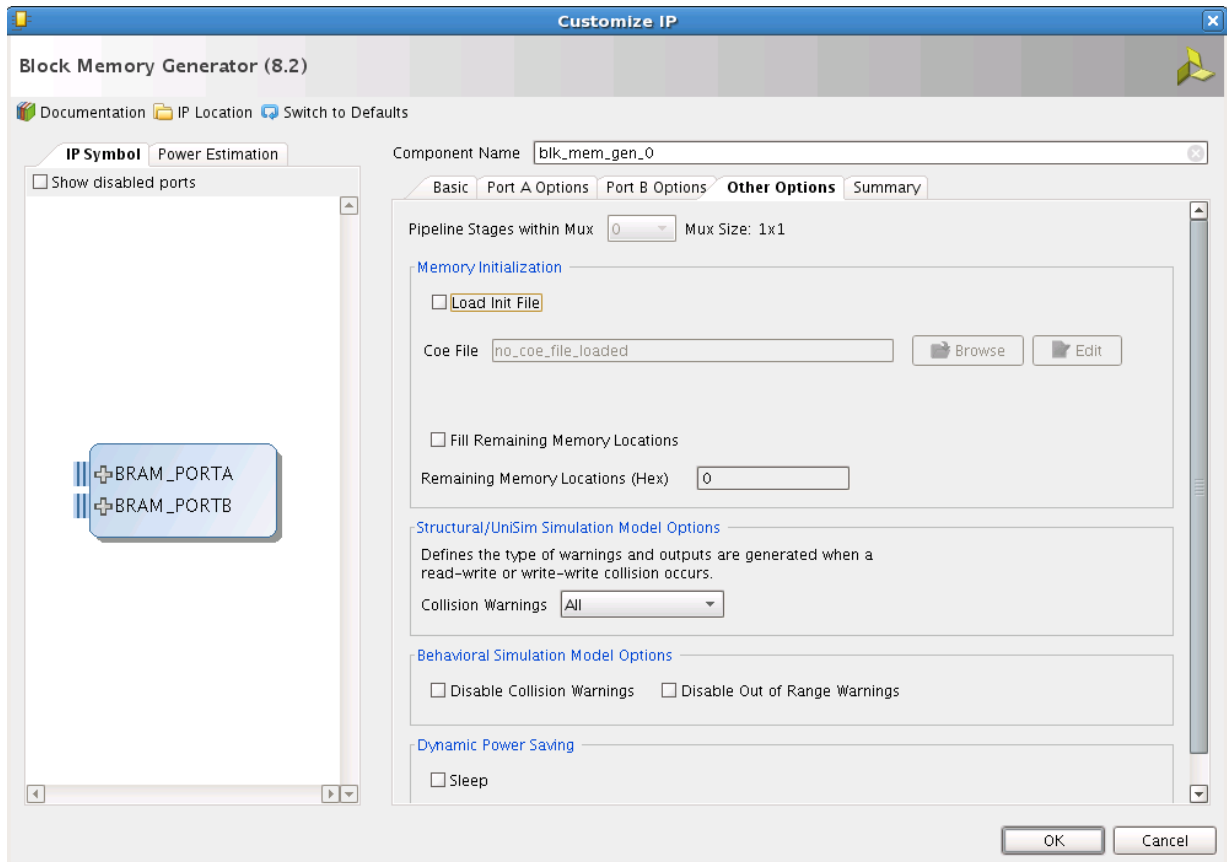 Customize IP
Block Memory Generator (8.2)
Documentation IP Location Switch to Defaults
IP Symbol Power Estimation
Show disabled ports
BRAM_PORTA
BRAM_PORTB
Component Name blk_mem_gen_0
Basic Port A Options Port B Options Other Options Summary
Pipeline Stages within Mux 0 Mux Size: 1x1
Memory Initialization
Load Init File
Coe File no_coe_file_loaded Browse Edit
Fill Remaining Memory Locations
Remaining Memory Locations (Hex) 0
Structural/UniSim Simulation Model Options
Defines the type of warnings and outputs are generated when a
read-write or write-write collision occurs.
Collision Warnings All
Behavioral Simulation Model Options
Disable Collision Warnings Disable Out of Range Warnings
Dynamic Power Saving
Sleep
OK Cancel